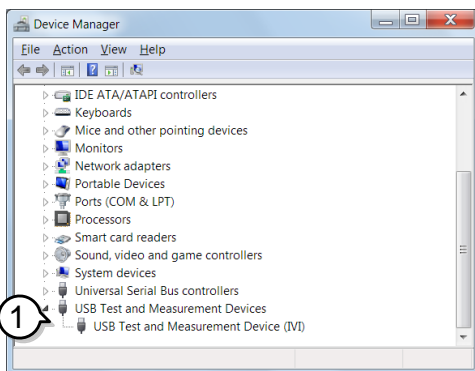 Device Manager
File Action View Help
IDE ATA/ATAPI controllers
Keyboards
Mice and other pointing devices
Monitors
Network adapters
Portable Devices
Ports (COM & LPT)
Processors
Smart card readers
Sound, video and game controllers
System devices
Universal Serial Bus controllers
USB Test and Measurement Devices
1
USB Test and Measurement Device (IVI)